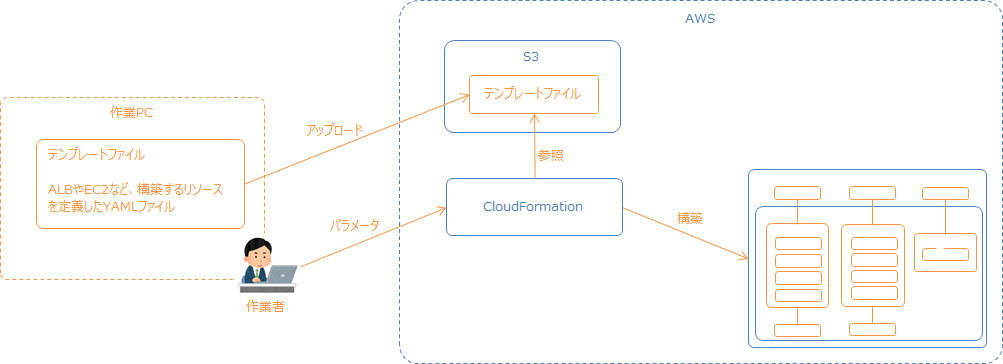 AWS
S3
テンプレートファイル
作業PC
テンプレートファイル
ALBやEC2など、構築するリソース
を定義したYAMLファイル
アップロード
参照
CloudFormation
パラメータ
構築
作業者